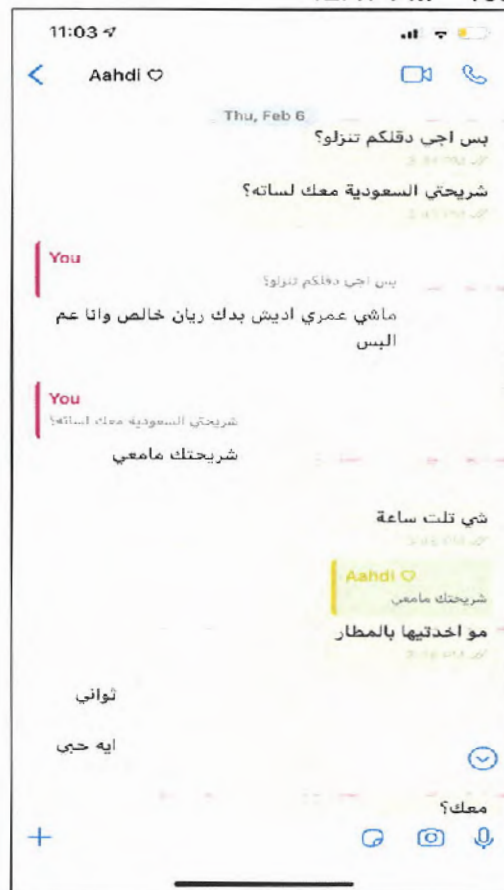 11:03
Aahdi ♡
Thu, Feb 6
بس اجي دقلكم تنزلو؟
شريحتي السعودية معك لساته؟
You
بس اجي دقلكم تنزلو؟
ماشي عمري اديش بدك ريان خالص وانا عم
البس
You
شريحتي السعودية معك لساته؟
شريحتك مامعي
شي تلت ساعة
Aahdi ♡
شريحتك مامعي
مو اخدتيها بالمطار
ثواني
ايه حبي
معك؟